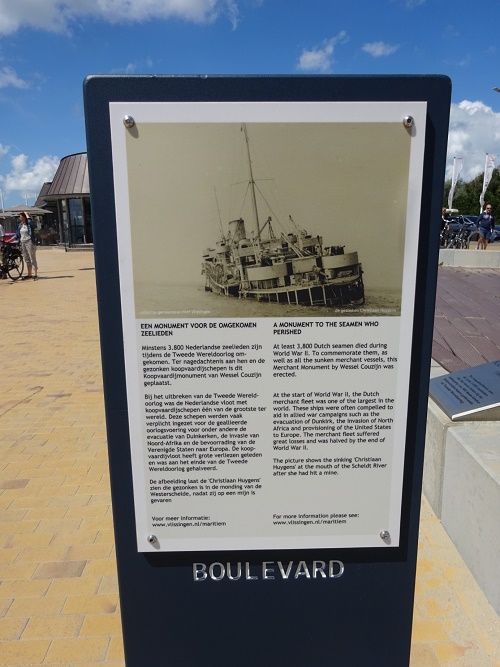 EEN MONUMENT VOOR DE OMGEKOMEN
ZEELIEDEN
Minstens 3.800 Nederlandse zeelieden zijn
tijdens de Tweede Wereldoorlog om-
gekomen. Ter nagedachtenis aan hen en de
gezonken koopvaardijschepen is dit
Koopvaardijmonument van Wessel Couzijn
geplaatst.
Bij het uitbreken van de Tweede Wereld-
oorlog was de Nederlandse vloot met
koopvaardijschepen één van de grootste ter
wereld. Deze schepen werden vaak
verplicht ingezet voor de geallieerde
oorlogsvoering voor onder andere de
evacuatie van Duinkerken, de invasie van
Noord-Afrika en de bevoorrading van de
Verenigde Staten naar Europa. De koop-
vaardijvloot heeft grote verliezen geleden
en was aan het einde van de Tweede
Wereldoorlog gehalveerd.
De afbeelding laat de 'Christiaan Huygens'
zien die gezonken is in de monding van de
Westerschelde, nadat zij op een mijn is
gevaren
Voor meer informatie:
www.vlissingen.nl/maritiem
A MONUMENT TO THE SEAMEN WHO
PERISHED
At least 3,800 Dutch seamen died during
World War II. To commemorate them, as
well as all the sunken merchant vessels, this
Merchant Monument by Wessel Couzijn was
erected.
At the start of World War II, the Dutch
merchant fleet was one of the largest in the
world. These ships were often compelled to
aid in allied war campaigns such as the
evacuation of Dunkirk, the invasion of North
Africa and provisioning of the United States
to Europe. The merchant fleet suffered
great losses and was halved by the end of
World War II.
The picture shows the sinking 'Christiaan
Huygens' at the mouth of the Scheldt River
after she had hit a mine.
For more information please see:
www.vlissingen.nl/maritiem
BOULEVARD